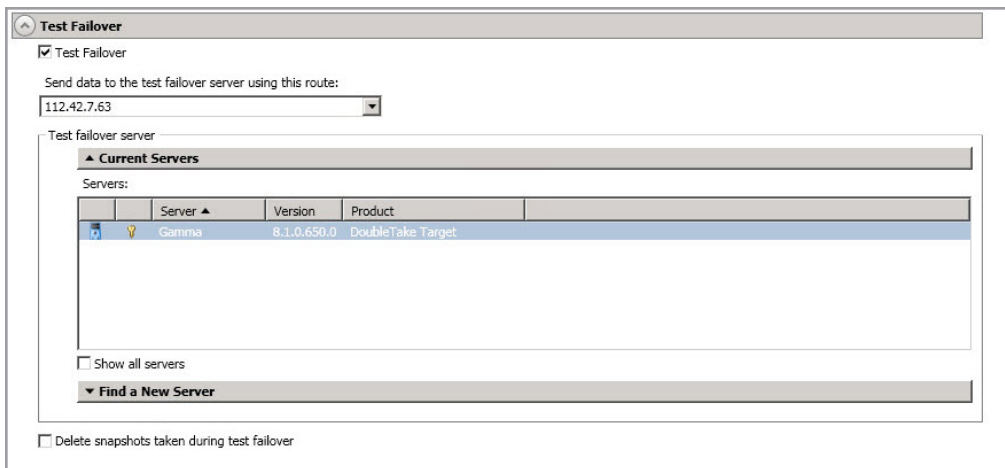 Test Failover
Test Failover
Send data to the test failover server using this route:
112.42.7.63
Test failover server
Current Servers
Servers:
Server Version Product
Gamma 8.1.0.650.0 DoubleTake Target
Show all servers
Find a New Server
Delete snapshots taken during test failover